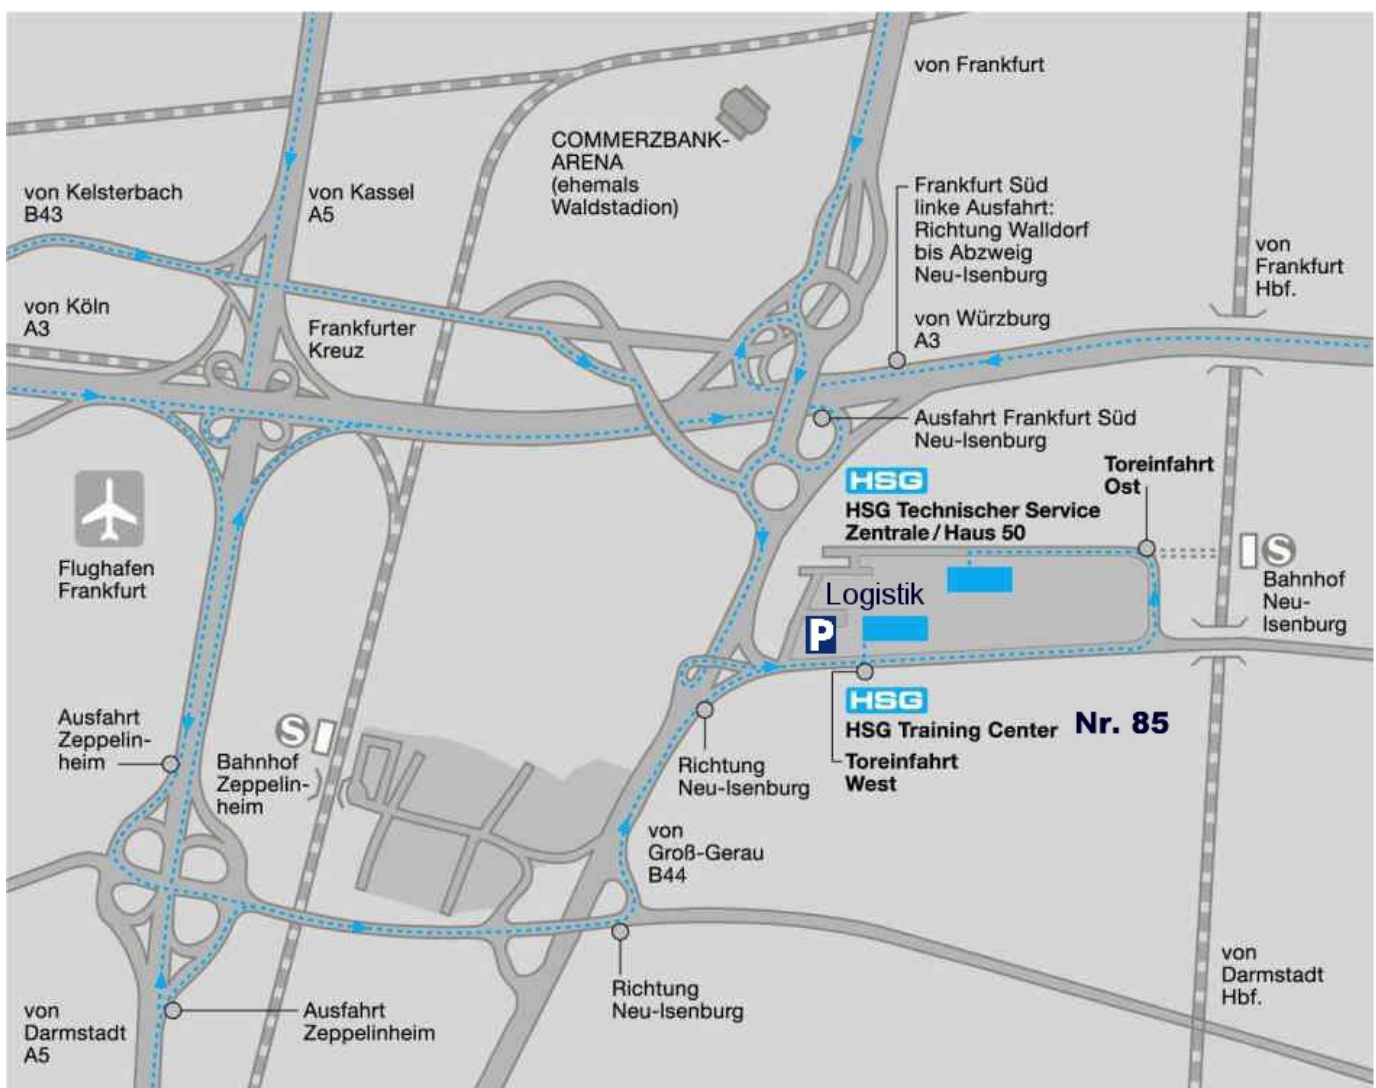 von Frankfurt
COMMERZBANK-
ARENA
(ehemals
Waldstadion)
von Kelsterbach
B43
von Kassel
A5
Frankfurt Süd
linke Ausfahrt:
Richtung Walldorf
bis Abzweig
Neu-Isenburg
von
Frankfurt
Hbf.
von Köln
A3
Frankfurter
Kreuz
von Würzburg
A3
Ausfahrt Frankfurt Süd
Neu-Isenburg
Toreinfahrt
Ost
HSG
HSG Technischer Service
Zentrale/Haus 50
Flughafen
Frankfurt
S
Bahnhof
Neu-
Isenburg
Logistik
P
HSG
HSG Training Center
Nr. 85
Toreinfahrt
West
Ausfahrt
Zeppelin-
heim
S
Bahnhof
Zeppelin-
heim
Richtung
Neu-Isenburg
von
Groß-Gerau
B44
von
Darmstadt
Hbf.
Richtung
Neu-Isenburg
von
Darmstadt
A5
Ausfahrt
Zeppelinheim